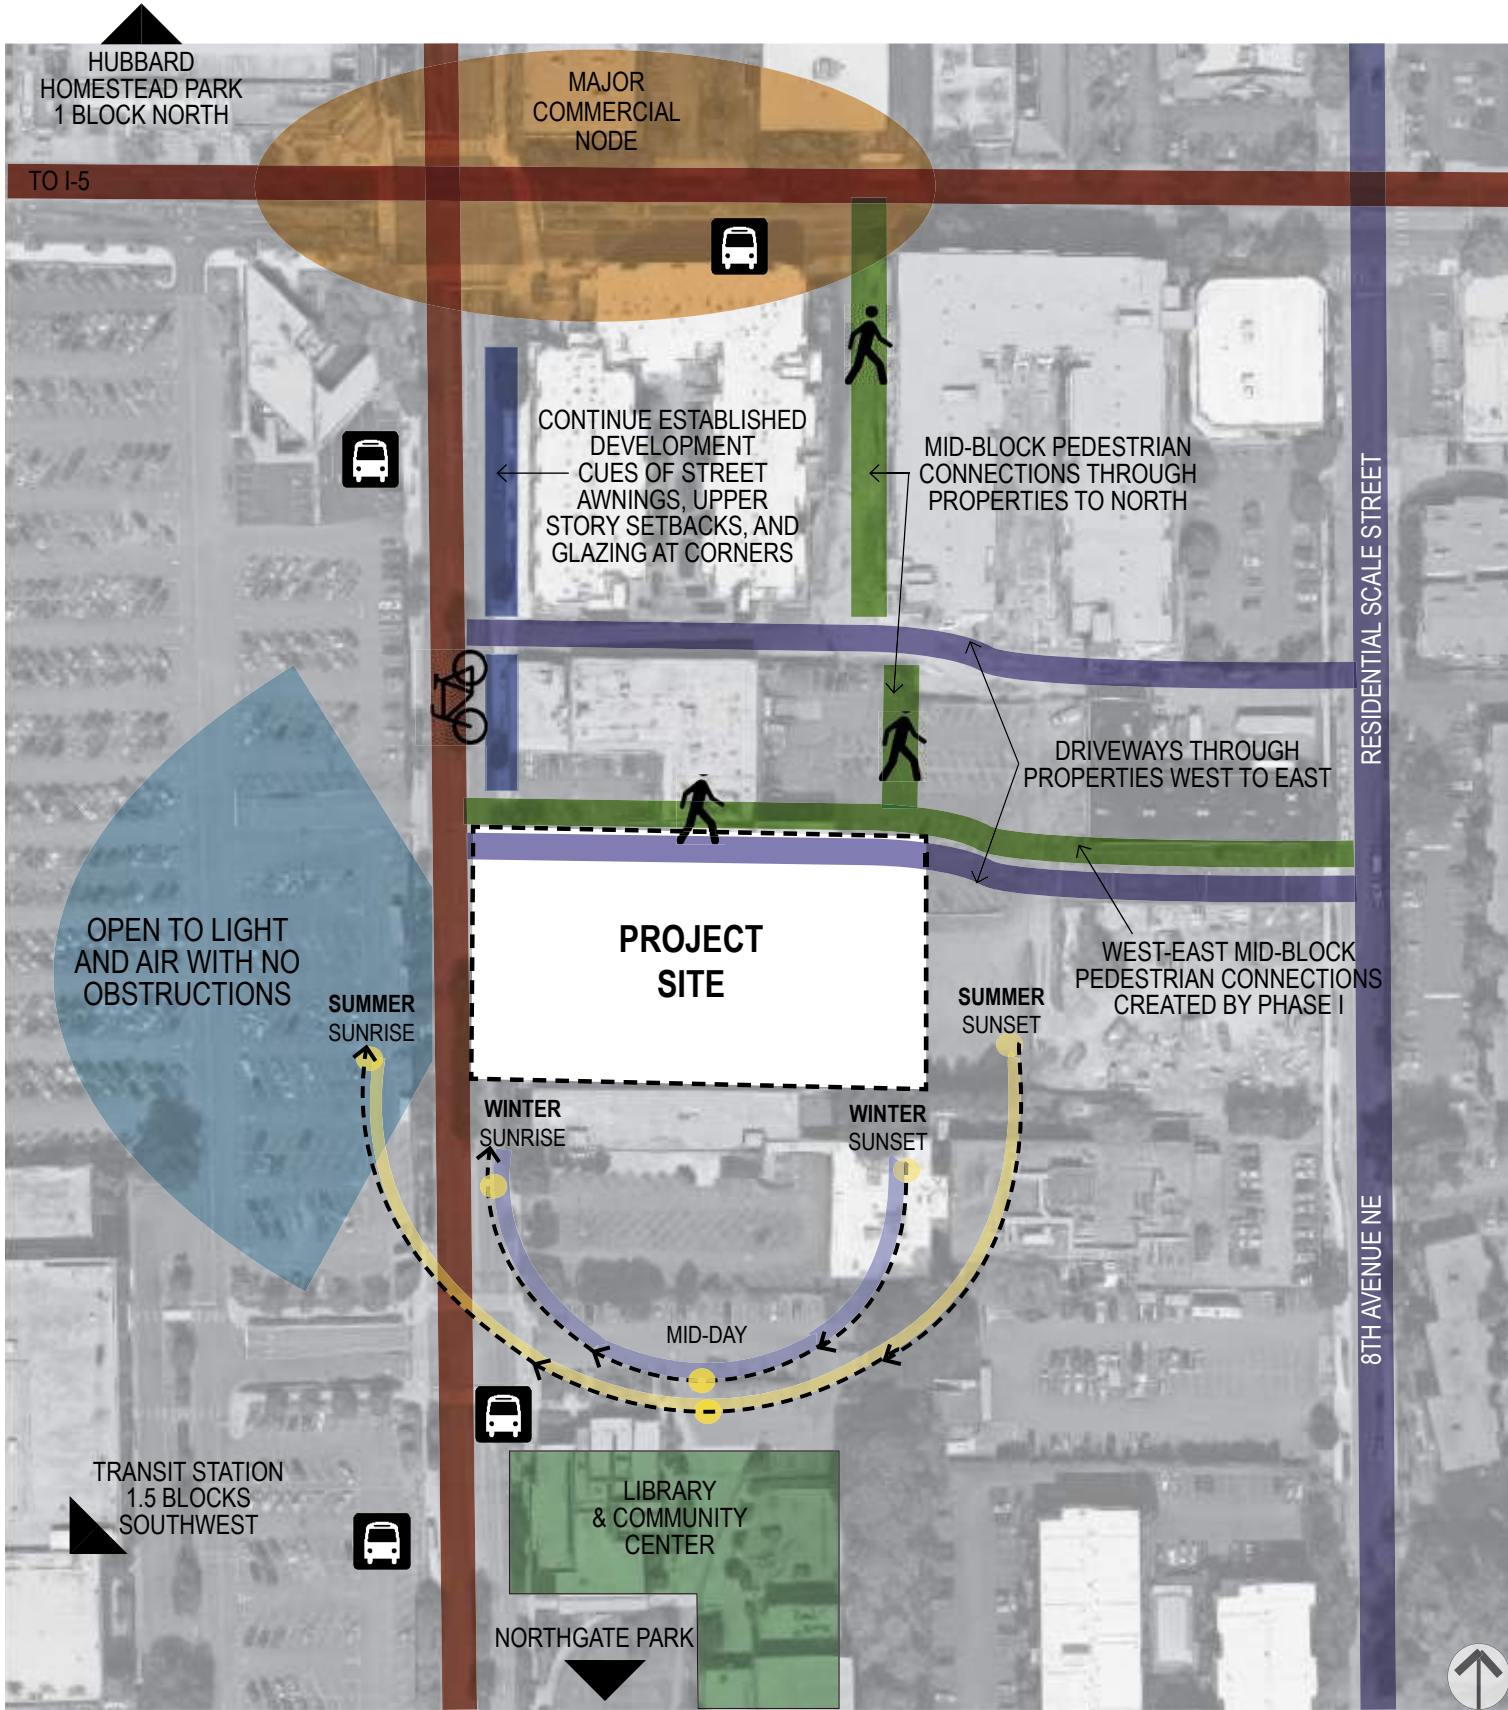 HUBBARD
HOMESTEAD PARK
1 BLOCK NORTH
MAJOR
COMMERCIAL
NODE
TO I-5
CONTINUE ESTABLISHED
DEVELOPMENT
CUES OF STREET
AWNINGS, UPPER
STORY SETBACKS, AND
GLAZING AT CORNERS
MID-BLOCK PEDESTRIAN
CONNECTIONS THROUGH
PROPERTIES TO NORTH
RESIDENTIAL SCALE STREET
DRIVEWAYS THROUGH
PROPERTIES WEST TO EAST
OPEN TO LIGHT
AND AIR WITH NO
OBSTRUCTIONS
PROJECT
SITE
WEST-EAST MID-BLOCK
PEDESTRIAN CONNECTIONS
CREATED BY PHASE I
SUMMER
SUNRISE
SUMMER
SUNSET
WINTER
SUNRISE
WINTER
SUNSET
8TH AVENUE NE
MID-DAY
TRANSIT STATION
1.5 BLOCKS
SOUTHWEST
LIBRARY
& COMMUNITY
CENTER
NORTHGATE PARK